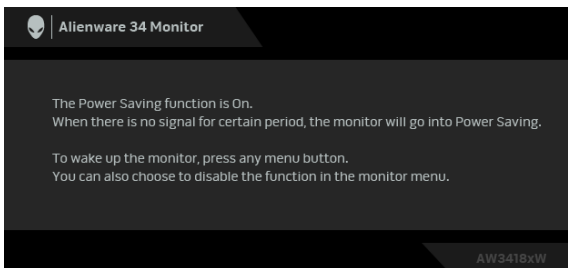 Alienware 34 Monitor
The Power Saving function is On.
When there is no signal for certain period, the monitor will go into Power Saving.
To wake up the monitor, press any menu button.
You can also choose to disable the function in the monitor menu.
AW3418xW